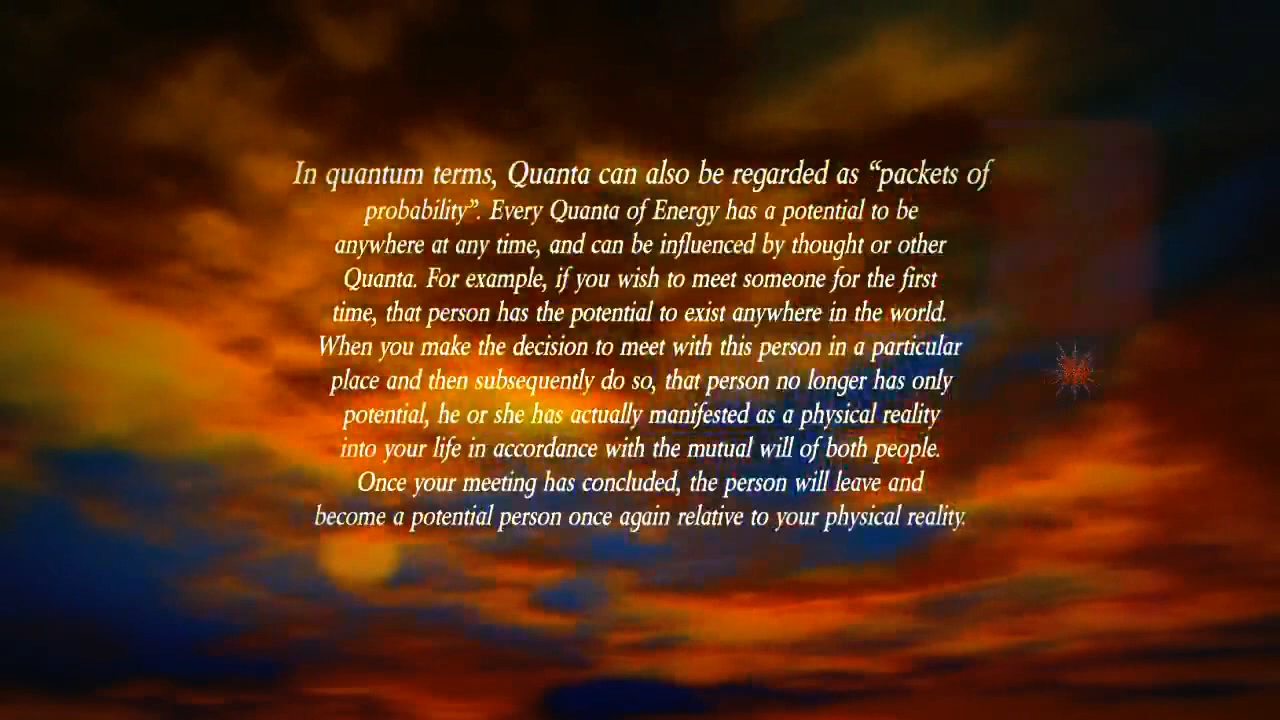 In quantum terms, Quanta can also be regarded as “packets of
probability”. Every Quanta of Energy has a potential to be
anywhere at any time, and can be influenced by thought or other
Quanta. For example, if you wish to meet someone for the first
time, that person has the potential to exist anywhere in the world.
When you make the decision to meet with this person in a particular
place and then subsequently do so, that person no longer has only
potential, he or she has actually manifested as a physical reality
into your life in accordance with the mutual will of both people.
Once your meeting has concluded, the person will leave and
become a potential person once again relative to your physical reality.